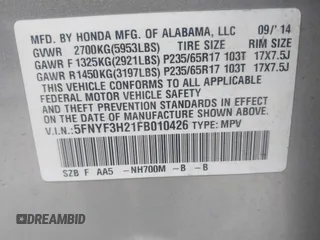 MFD. BY HONDA MFG. OF ALABAMA, LLC 09/'14
GVWR 2700KG(5953LBS) TIRE SIZE RIM SIZE
GAWR F 1325KG(2921LBS) P235/65R17 103T 17X7.5J
GAWR R1450KG(3197LBS) P235/65R17 103T 17X7.5J
THIS VEHICLE CONFORMS TO ALL APPLICABLE
FEDERAL MOTOR VEHICLE SAFETY AND THEFT
PREVENTION STANDARDS IN EFFECT ON THE
DATE OF MANUFACTURE SHOWN ABOVE.
V.I.N.: 5FNYF3H21FB010426 TYPE: MPV
SZB F AA5 -NH700M -B -B
DREAMBID